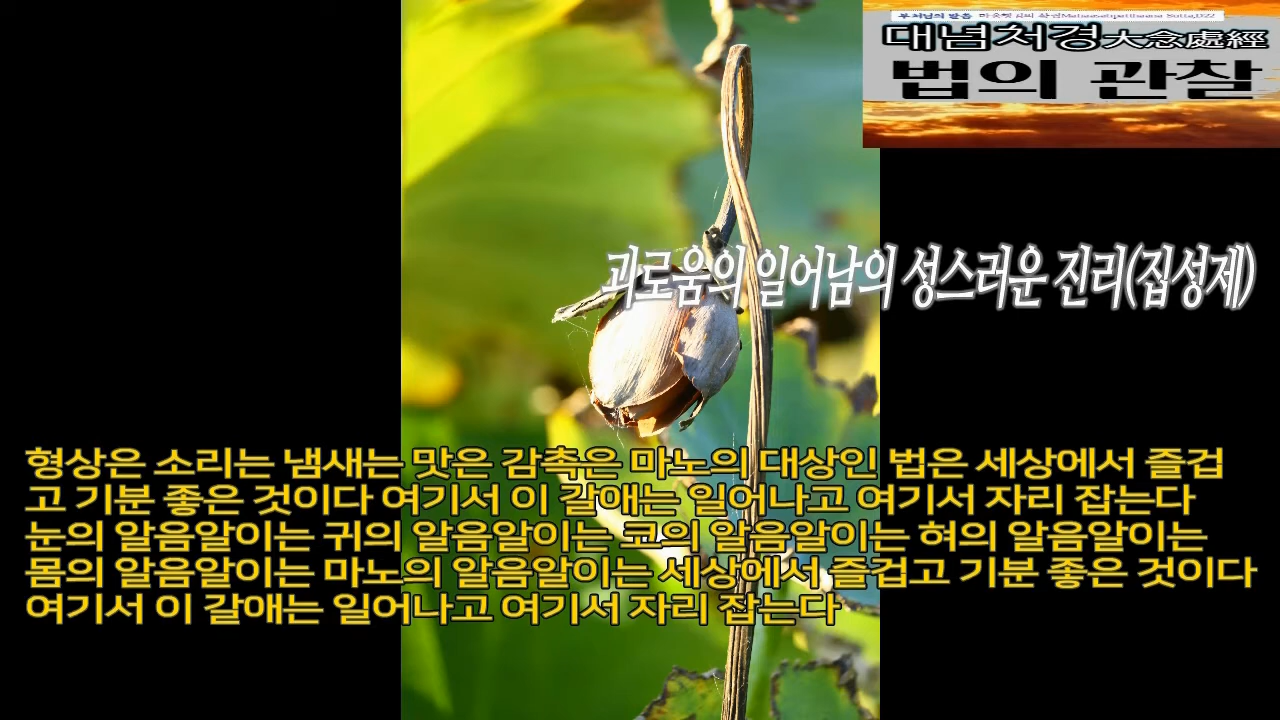 부처님의 말씀
대념처경大念處經
법의 관찰
괴로움의 일어남의 성스러운 진리(집성제)
형상은 소리는 냄새는 맛은 감촉은 마노의 대상인 법은 세상에서 즐겁
고 기분 좋은 것이다 여기서 이 갈애는 일어나고 여기서 자리 잡는다
눈의 알음알이는 귀의 알음알이는 코의 알음알이는 혀의 알음알이는
몸의 알음알이는 마노의 알음알이는 세상에서 즐겁고 기분 좋은 것이다
여기서 이 갈애는 일어나고 여기서 자리 잡는다